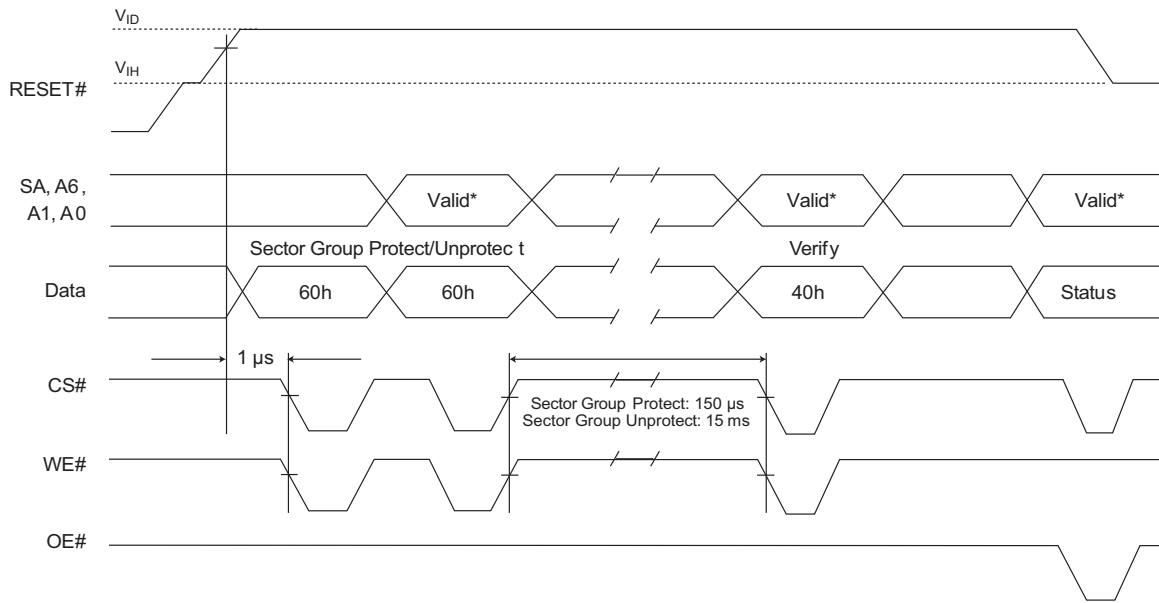 VID
VIH
RESET#
SA, A6,
A1, A0
Valid*
Valid*
Valid*
Sector Group Protect/Unprotec t
Verify
Data
60h
60h
40h
Status
1 µs
CS#
Sector Group Protect: 150 µs
Sector Group Unprotect: 15 ms
WE#
OE#